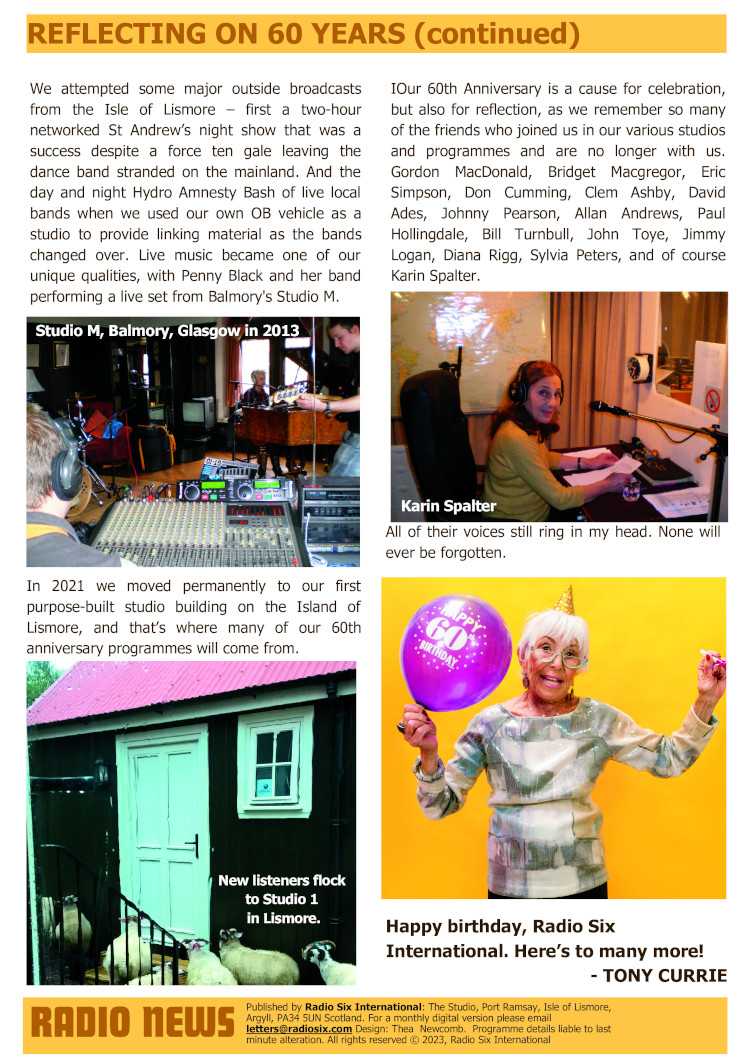 REFLECTING ON 60 YEARS (continued)
We attempted some major outside broadcasts
from the Isle of Lismore – first a two-hour
networked St Andrew's night show that was a
success despite a force ten gale leaving the
dance band stranded on the mainland. And the
day and night Hydro Amnesty Bash of live local
bands when we used our own OB vehicle as a
studio to provide linking material as the bands
changed over. Live music became one of our
unique qualities, with Penny Black and her band
performing a live set from Balmory's Studio M.
Studio M, Balmory, Glasgow in 2013
In 2021 we moved permanently to our first
purpose-built studio building on the Island of
Lismore, and that's where many of our 60th
anniversary programmes will come from.
New listeners flock
to Studio 1
in Lismore.
IOur 60th Anniversary is a cause for celebration,
but also for reflection, as we remember so many
of the friends who joined us in our various studios
and programmes and are no longer with us.
Gordon MacDonald, Bridget Macgregor, Eric
Simpson, Don Cumming, Clem Ashby, David
Ades, Johnny Pearson, Allan Andrews, Paul
Hollingdale, Bill Turnbull, John Toye, Jimmy
Logan, Diana Rigg, Sylvia Peters, and of course
Karin Spalter.
Karin Spalter
All of their voices still ring in my head. None will
ever be forgotten.
HAPPY
60th
BIRTHDAY
Happy birthday, Radio Six
International. Here's to many more!
- TONY CURRIE
RADIO NEWS
Published by Radio Six International: The Studio, Port Ramsay, Isle of Lismore,
Argyll, PA34 5UN Scotland. For a monthly digital version please email
letters@radiosix.com Design: Thea Newcomb. Programme details liable to last
minute alteration. All rights reserved © 2023, Radio Six International